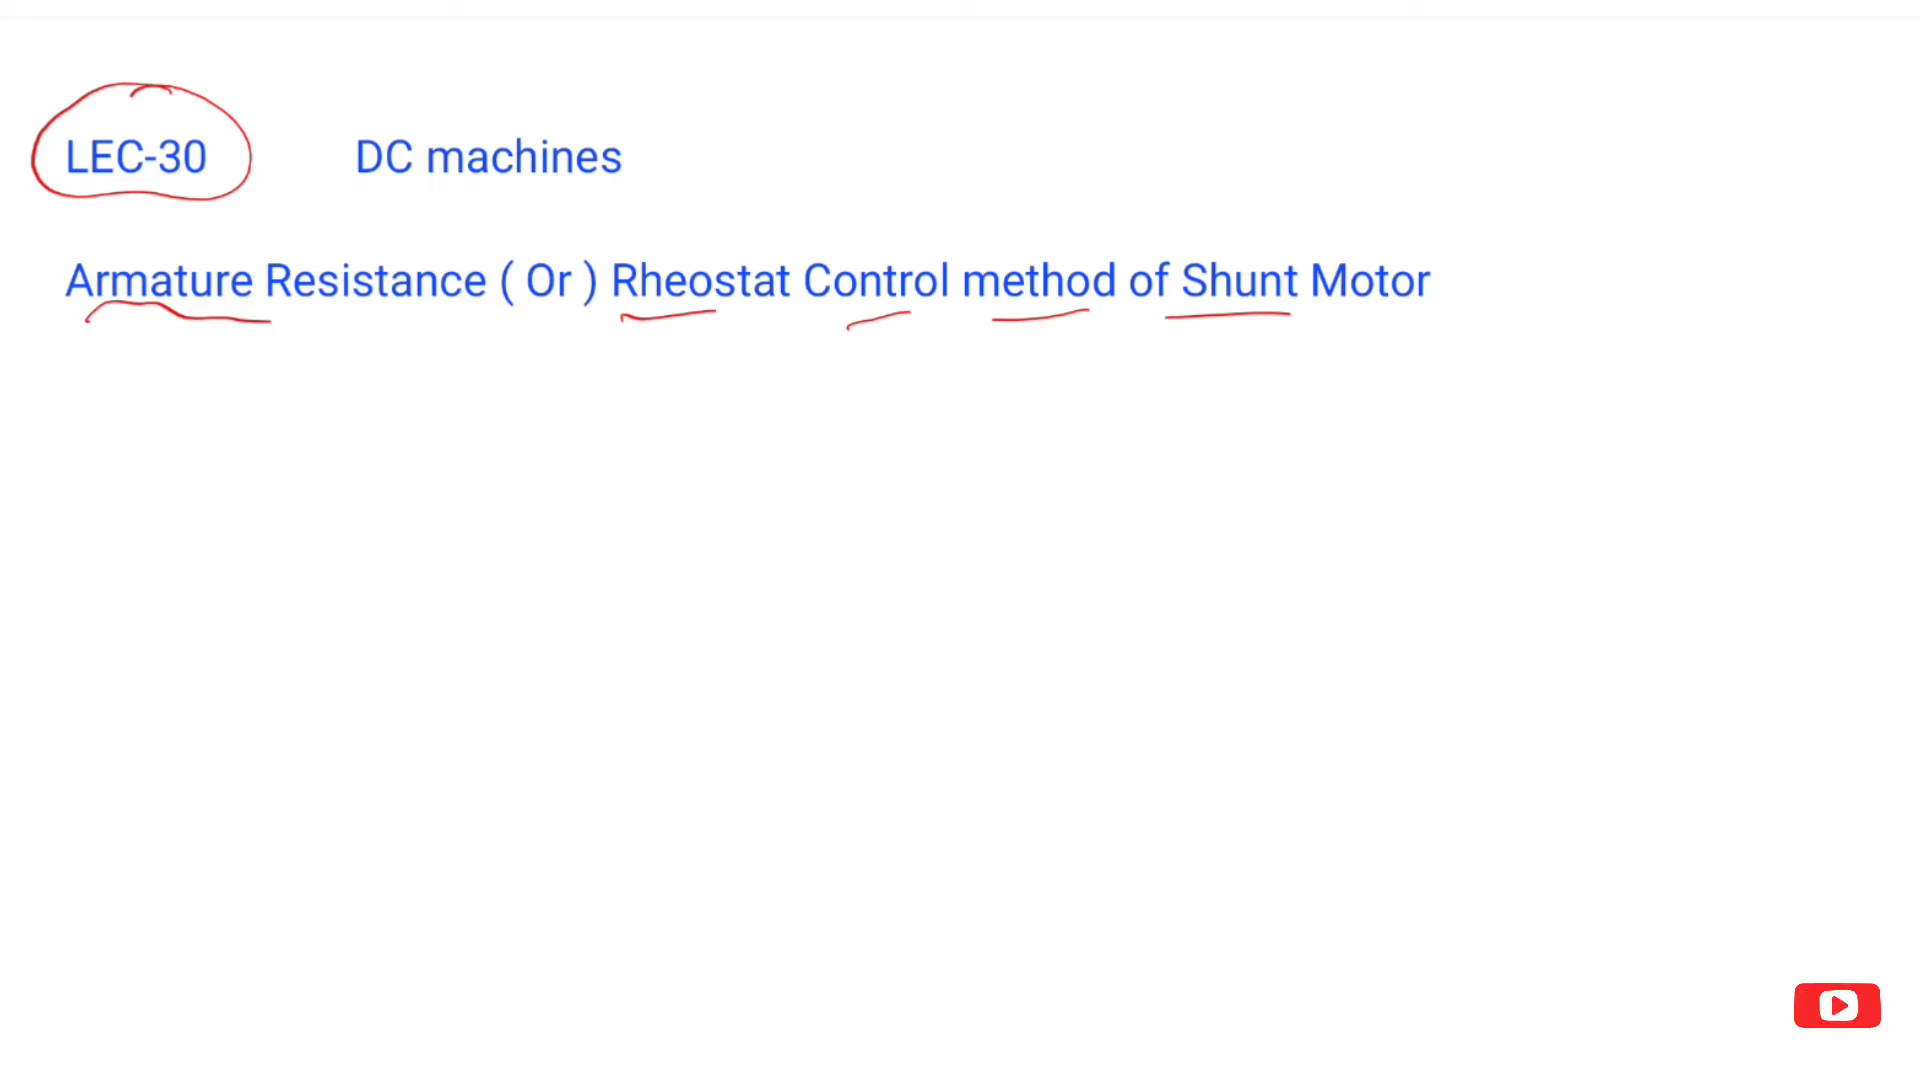 LEC-30 DC machines
Armature Resistance ( Or ) Rheostat Control method of Shunt Motor